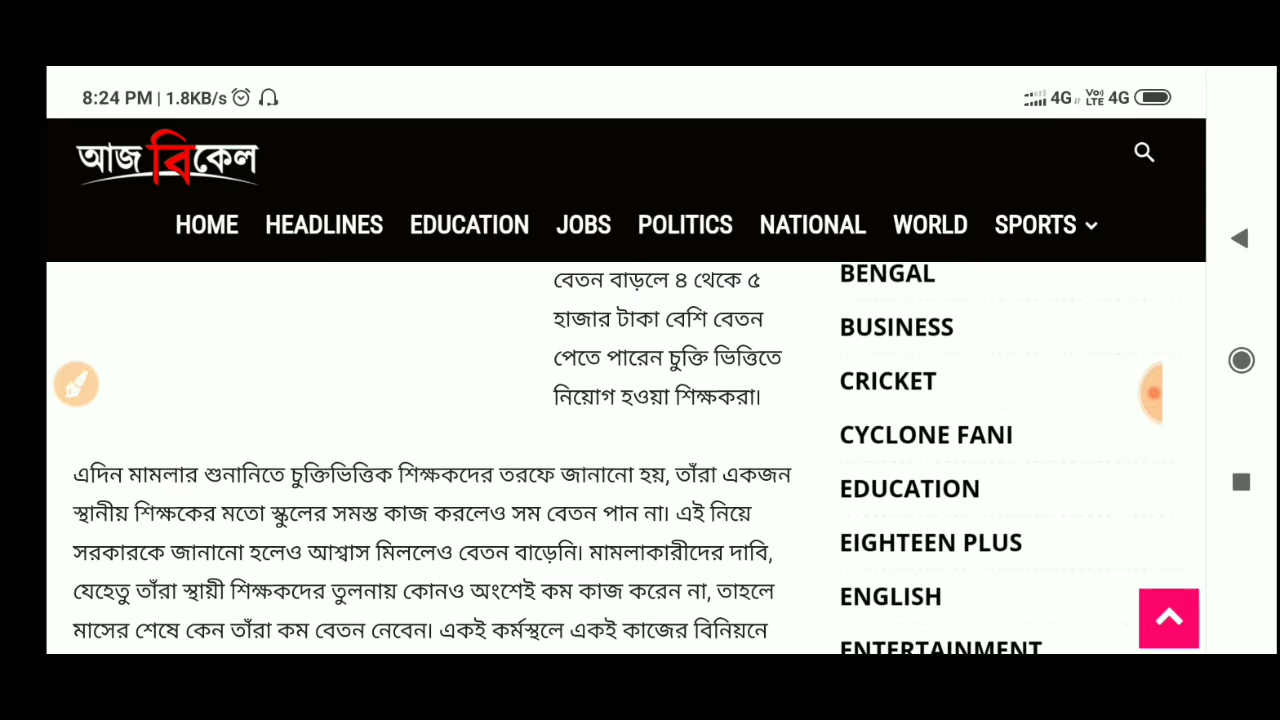 8:24 PM | 1.8KB/s
4G Vo) LTE 4G
আজ বিকেল
HOME HEADLINES EDUCATION JOBS POLITICS NATIONAL WORLD SPORTS
বেতন বাড়লে ৪ থেকে ৫
হাজার টাকা বেশি বেতন
পেতে পারেন চুক্তি ভিত্তিতে
নিয়োগ হওয়া শিক্ষকরা।
এদিন মামলার শুনানিতে চুক্তিভিত্তিক শিক্ষকদের তরফে জানানো হয়, তাঁরা একজন
স্থানীয় শিক্ষকের মতো স্কুলের সমস্ত কাজ করলেও সম বেতন পান না। এই নিয়ে
সরকারকে জানানো হলেও আশ্বাস মিললেও বেতন বাড়েনি। মামলাকারীদের দাবি,
যেহেতু তাঁরা স্থায়ী শিক্ষকদের তুলনায় কোনও অংশেই কম কাজ করেন না, তাহলে
মাসের শেষে কেন তাঁরা কম বেতন নেবেন। একই কর্মস্থলে একই কাজের বিনিয়নে
BENGAL
BUSINESS
CRICKET
CYCLONE FANI
EDUCATION
EIGHTEEN PLUS
ENGLISH
ENTERTAINMENT